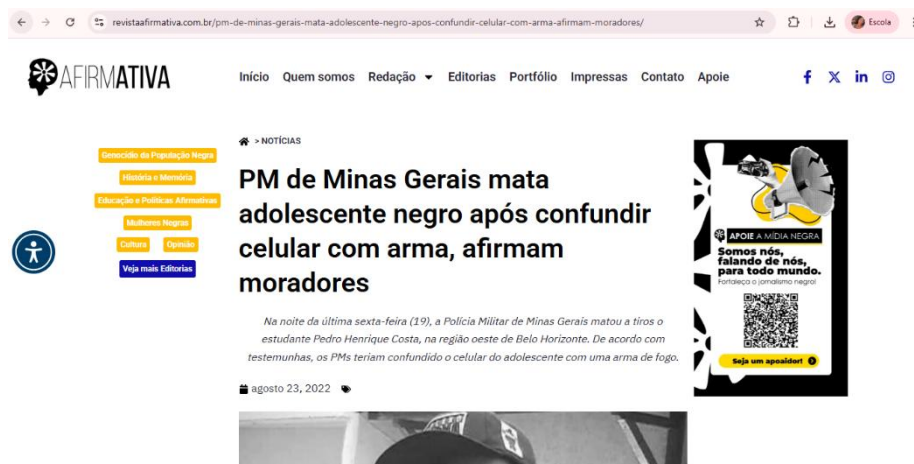 revistaafirmativa.com.br/pm-de-minas-gerais-mata-adolescente-negro-apos-confundir-celular-com-arma-afirmam-moradores/
Escola
AFIRMATIVA
Início Quem somos Redação Editorias Portfólio Impressas Contato Apoie
> NOTÍCIAS
Genocídio da População Negra
História e Memória
Educação e Políticas Afirmativas
Mulheres Negras
Cultura Opinião
Veja mais Editorias
PM de Minas Gerais mata
adolescente negro após confundir
celular com arma, afirmam
moradores
Na noite da última sexta-feira (19), a Polícia Militar de Minas Gerais matou a tiros o
estudante Pedro Henrique Costa, na região oeste de Belo Horizonte. De acordo com
testemunhas, os PMs teriam confundido o celular do adolescente com uma arma de fogo.
agosto 23, 2022
APOIE A MÍDIA NEGRA
Somos nós,
falando de nós,
para todo mundo.
Fortaleça o jornalismo negro!
Seja um apoaidor!